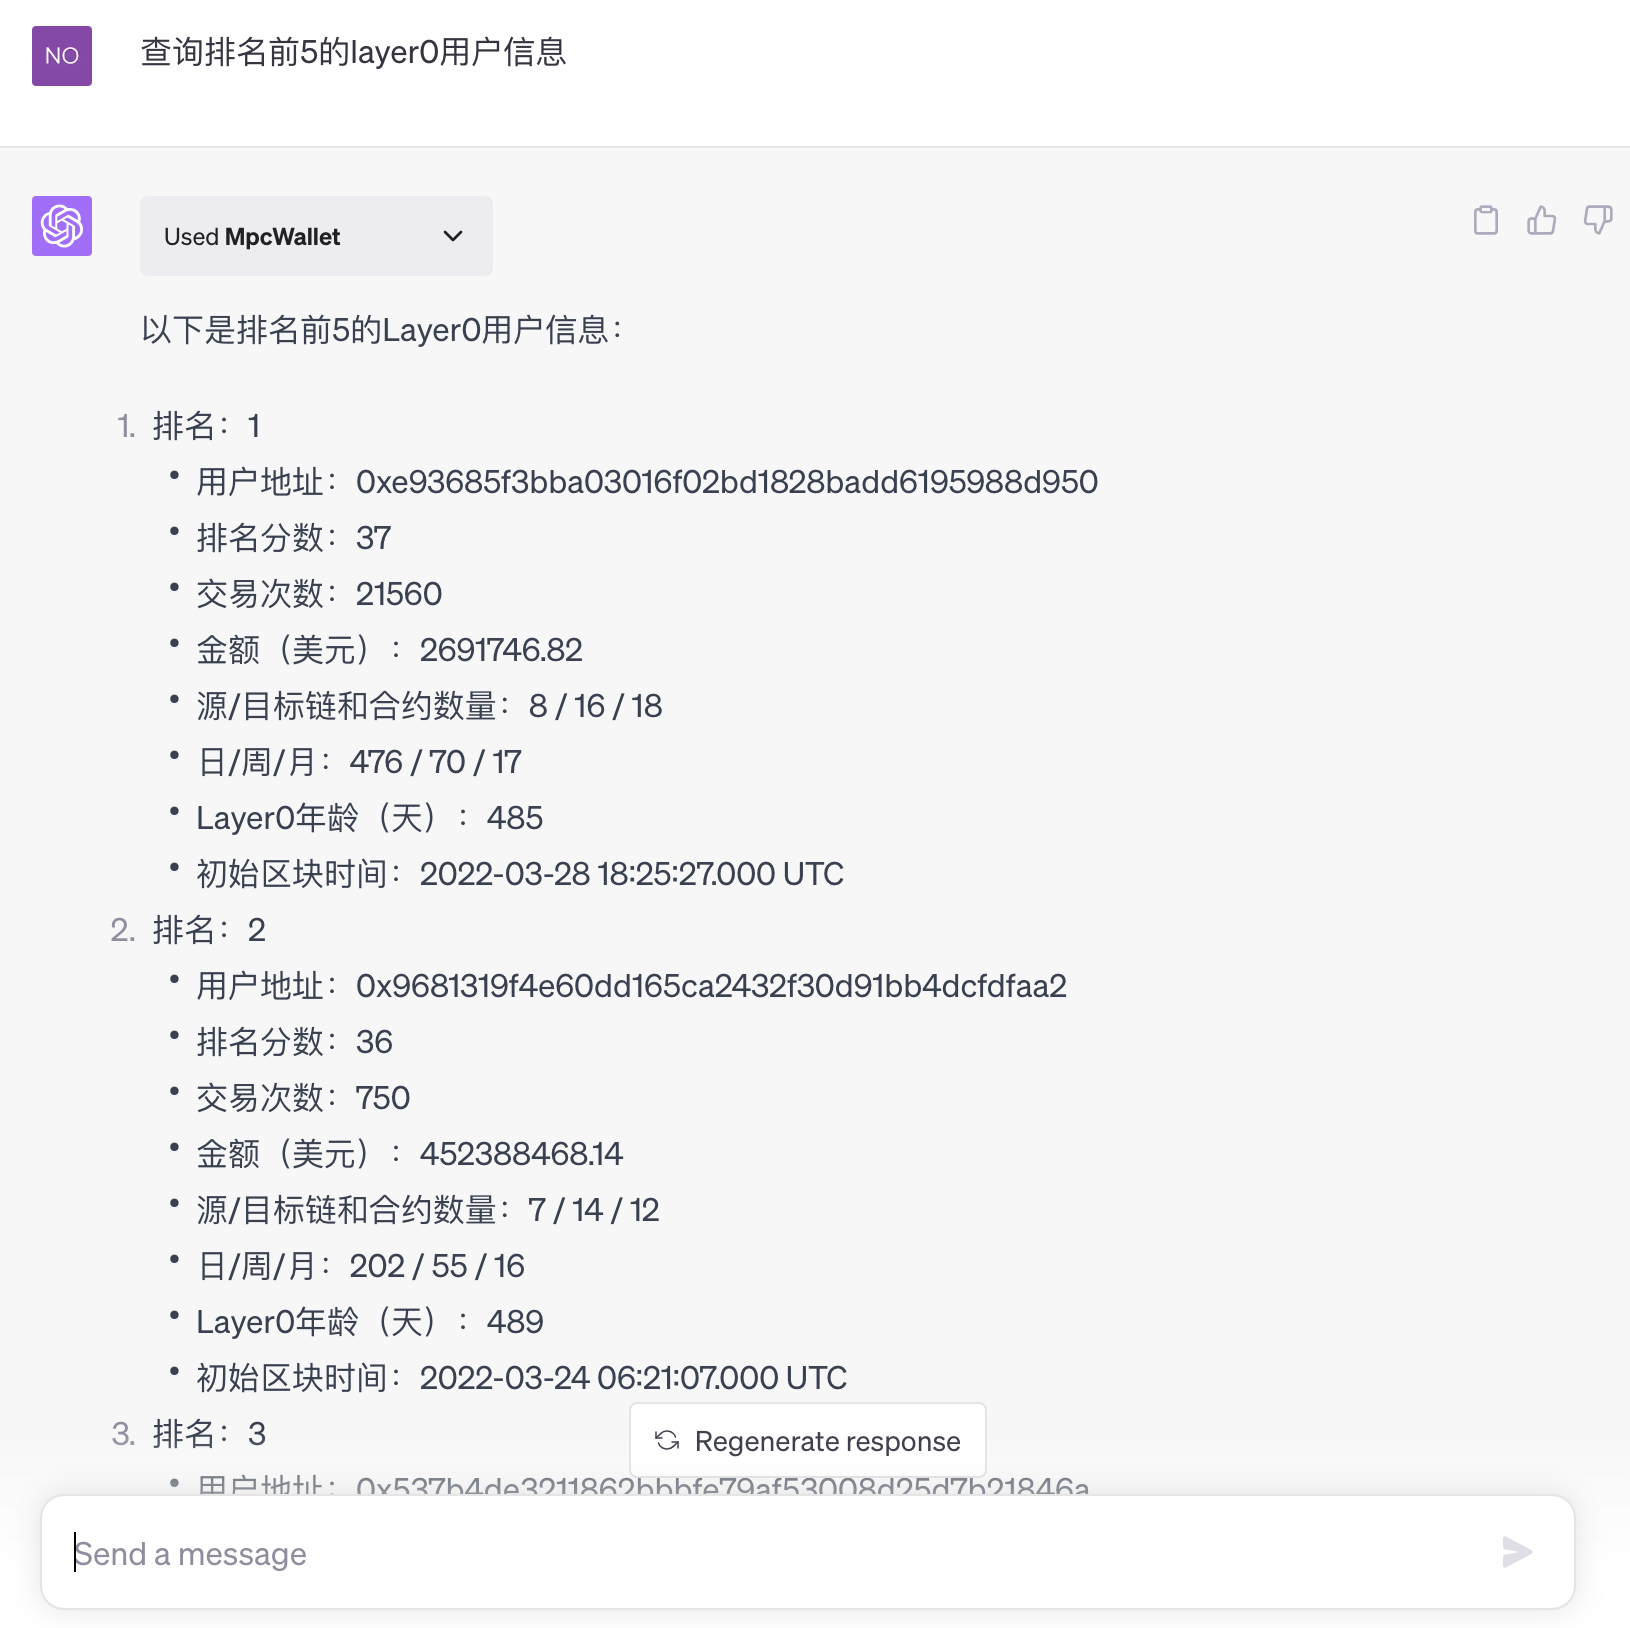 NO
查询排名前5的layer0用户信息
Used MpcWallet
以下是排名前5的Layer0用户信息：
1. 排名：1
• 用户地址：0xe93685f3bba03016f02bd1828badd6195988d950
• 排名分数：37
• 交易次数：21560
• 金额（美元）：2691746.82
• 源/目标链和合约数量：8 / 16 / 18
• 日/周/月：476 / 70 / 17
• Layer0年龄（天）：485
• 初始区块时间：2022-03-28 18:25:27.000 UTC
2. 排名：2
• 用户地址：0x9681319f4e60dd165ca2432f30d91bb4dcfdfaa2
• 排名分数：36
• 交易次数：750
• 金额（美元）：452388468.14
• 源/目标链和合约数量：7 / 14 / 12
• 日/周/月：202 / 55 / 16
• Layer0年龄（天）：489
• 初始区块时间：2022-03-24 06:21:07.000 UTC
3. 排名：3
Regenerate response
• 用户地址：0x537b4de3211862bbbfe79af53008d25d7b21846a
Send a message